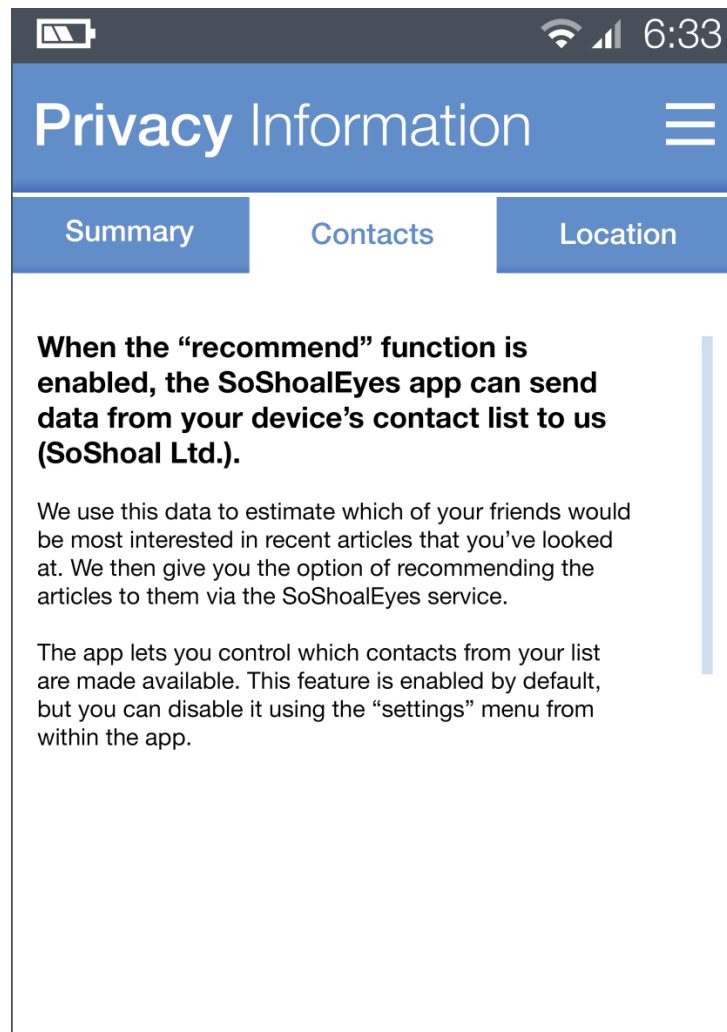 6:33
Privacy Information
Summary
Contacts
Location
When the “recommend” function is
enabled, the SoShoalEyes app can send
data from your device’s contact list to us
(SoShoal Ltd.).
We use this data to estimate which of your friends would
be most interested in recent articles that you’ve looked
at. We then give you the option of recommending the
articles to them via the SoShoalEyes service.
The app lets you control which contacts from your list
are made available. This feature is enabled by default,
but you can disable it using the “settings” menu from
within the app.